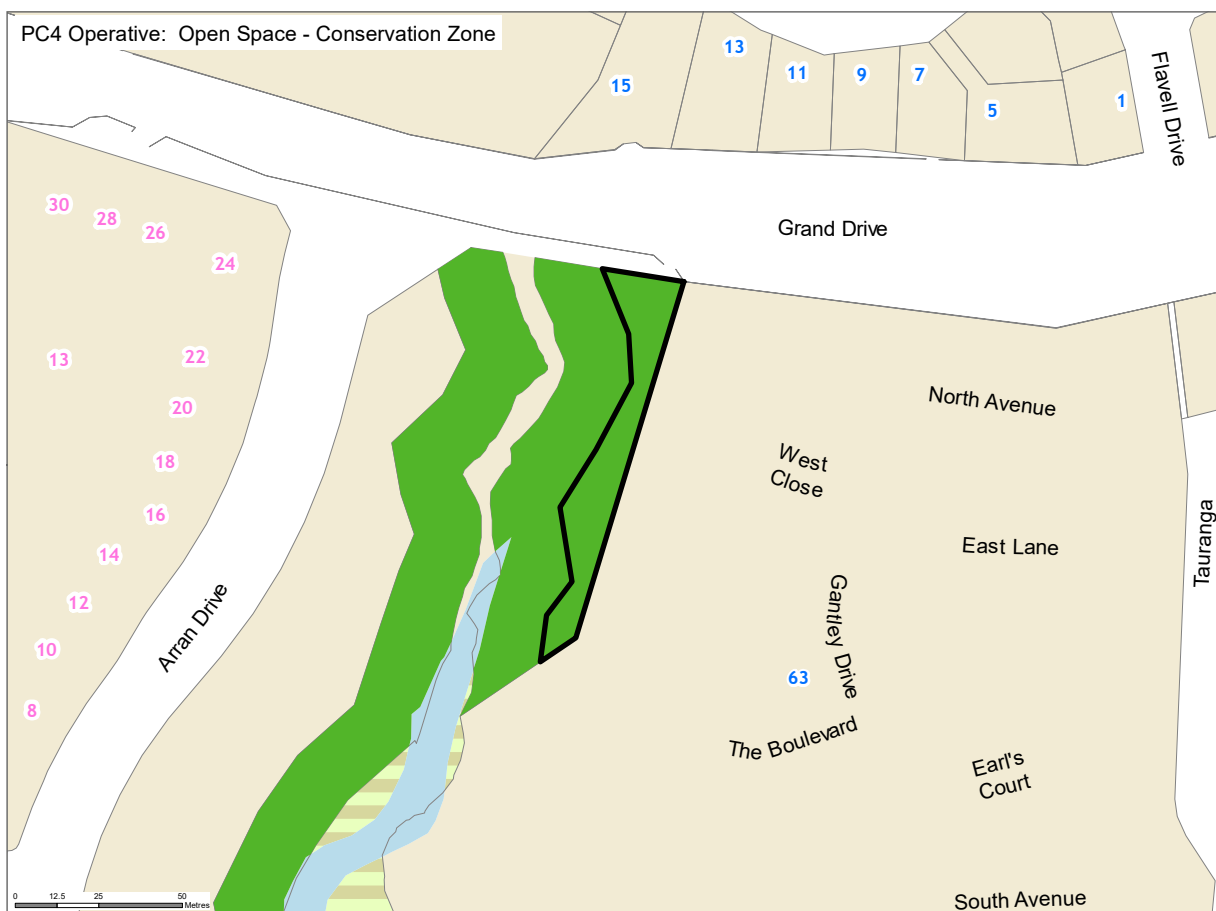 PC4 Operative: Open Space - Conservation Zone
15
13
11
9
7
5
1
Flavell Drive
Grand Drive
30
28
26
24
13
22
20
18
16
14
12
10
8
Arran Drive
North Avenue
West
Close
East Lane
Tauranga
Gantley Drive
63
The Boulevard
Earl's
Court
South Avenue
0 12.5 25 50
Metres